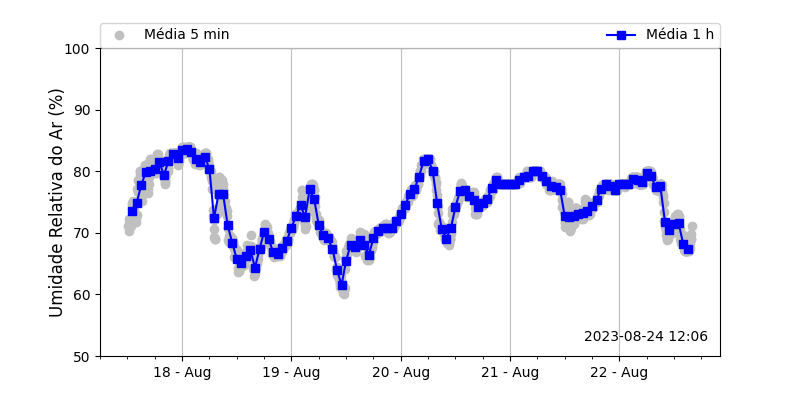 Média 5 min
Média 1 h
100
90
80
70
60
50
Umidade Relativa do Ar (%)
2023-08-24 12:06
18 - Aug
19 - Aug
20 - Aug
21 - Aug
22 - Aug